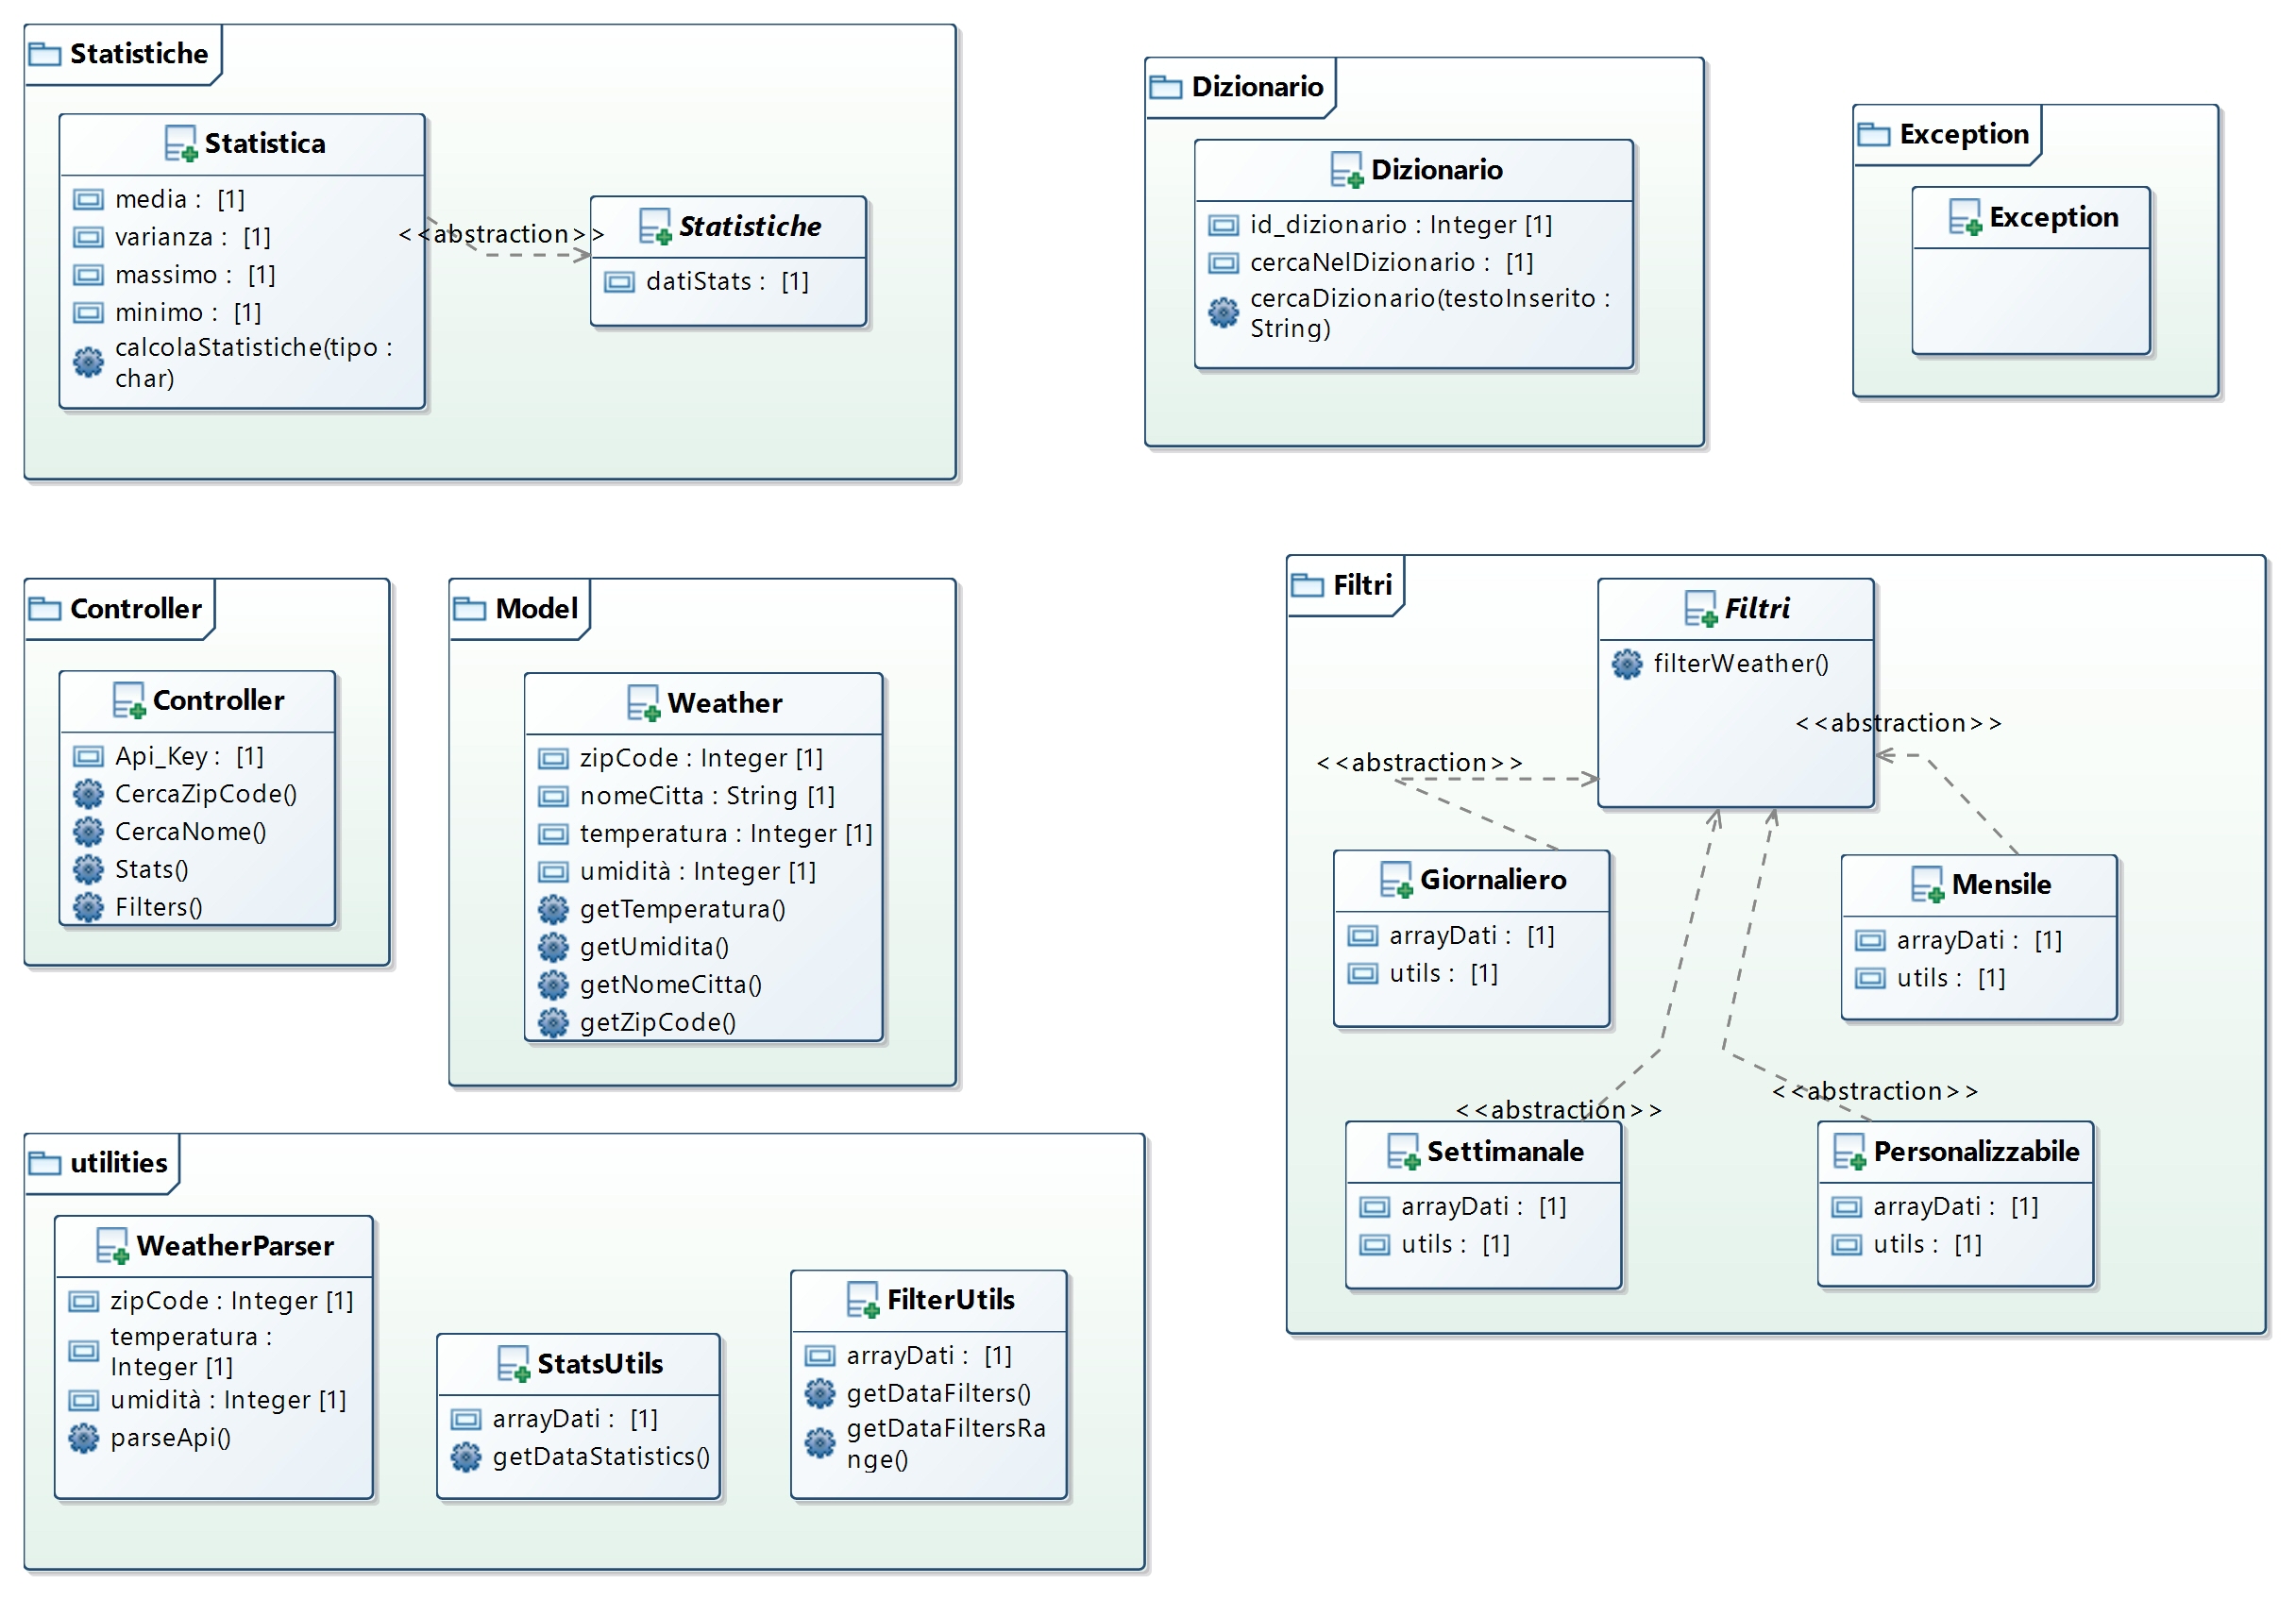 Statistiche
Statistica
media :  [1]
varianza :  [1]
massimo :  [1]
minimo :  [1]
calcolaStatistiche(tipo :
char)
<<abstraction>>
Statistiche
datiStats :  [1]
Dizionario
Dizionario
id_dizionario : Integer [1]
cercaNelDizionario :  [1]
cercaDizionario(testoInserito :
String)
Exception
Exception
Controller
Controller
Api_Key :  [1]
CercaZipCode()
CercaNome()
Stats()
Filters()
Model
Weather
zipCode : Integer [1]
nomeCitta : String [1]
temperatura : Integer [1]
umidità : Integer [1]
getTemperatura()
getUmidita()
getNomeCitta()
getZipCode()
Filtri
Filtri
filterWeather()
<<abstraction>>
<<abstraction>>
Giornaliero
arrayDati :  [1]
utils :  [1]
Mensile
arrayDati :  [1]
utils :  [1]
<<abstraction>>
<<abstraction>>
Settimanale
arrayDati :  [1]
utils :  [1]
Personalizzabile
arrayDati :  [1]
utils :  [1]
utilities
WeatherParser
zipCode : Integer [1]
temperatura :
Integer [1]
umidità : Integer [1]
parseApi()
StatsUtils
arrayDati :  [1]
getDataStatistics()
FilterUtils
arrayDati :  [1]
getDataFilters()
getDataFiltersRa
nge()